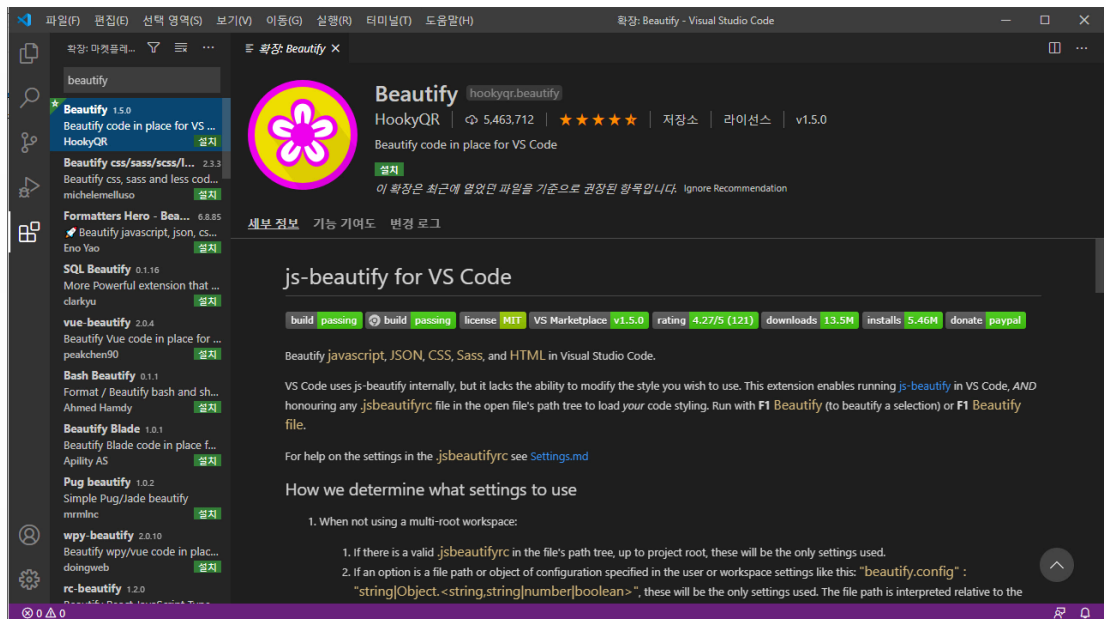 파일(F) 편집(E) 선택 영역(S) 보기(V) 이동(G) 실행(R) 터미널(T) 도움말(H) 확장: Beautify - Visual Studio Code
확장: 마켓플레...
beautify
Beautify 1.5.0
Beautify code in place for VS ...
HookyQR 설치
Beautify css/sass/scss/l... 2.3.3
Beautify css, sass and less cod...
michelemelluso 설치
Formatters Hero - Bea... 6.8.85
🚀 Beautify javascript, json, cs...
Eno Yao 설치
SQL Beautify 0.1.16
More Powerful extension that ...
clarkyu 설치
vue-beautify 2.0.4
Beautify Vue code in place for ...
peakchen90 설치
Bash Beautify 0.1.1
Format / Beautify bash and sh...
Ahmed Hamdy 설치
Beautify Blade 1.0.1
Beautify Blade code in place f...
Apility AS 설치
Pug beautify 1.0.2
Simple Pug/Jade beautify
mrmlnc 설치
wpy-beautify 2.0.10
Beautify wpy/vue code in plac...
doingweb 설치
rc-beautify 1.2.0
확장: Beautify
Beautify hookyqr.beautify
HookyQR 5,463,712 ★★★★★ 저장소 라이선스 v1.5.0
Beautify code in place for VS Code
설치
이 확장은 최근에 열었던 파일을 기준으로 권장된 항목입니다. Ignore Recommendation
세부 정보 기능 기여도 변경 로그
js-beautify for VS Code
build passing build passing license MIT VS Marketplace v1.5.0 rating 4.27/5 (121) downloads 13.5M installs 5.46M donate paypal
Beautify javascript, JSON, CSS, Sass, and HTML in Visual Studio Code.
VS Code uses js-beautify internally, but it lacks the ability to modify the style you wish to use. This extension enables running js-beautify in VS Code, AND
honouring any .jsbeautifyrc file in the open file's path tree to load your code styling. Run with F1 Beautify (to beautify a selection) or F1 Beautify
file.
For help on the settings in the .jsbeautifyrc see Settings.md
How we determine what settings to use
1. When not using a multi-root workspace:
1. If there is a valid .jsbeautifyrc in the file's path tree, up to project root, these will be the only settings used.
2. If an option is a file path or object of configuration specified in the user or workspace settings like this: "beautify.config" :
"string|Object.<string,string|number|boolean>", these will be the only settings used. The file path is interpreted relative to the
0 0